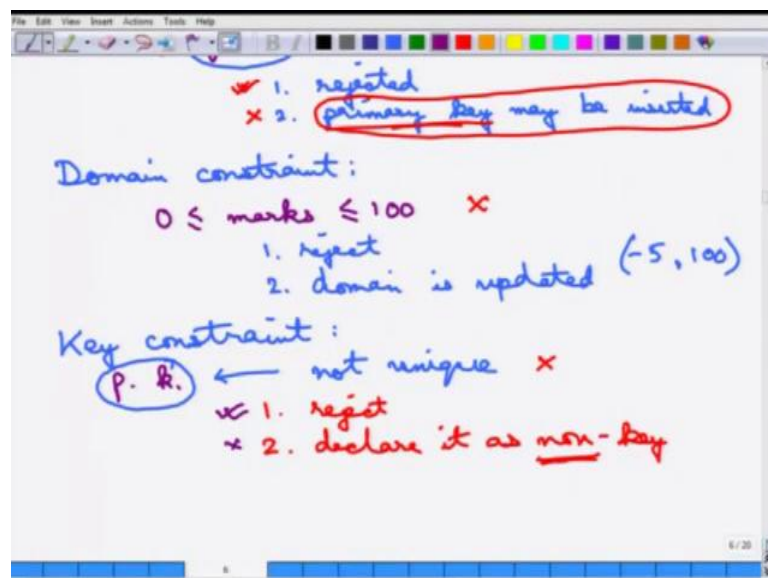 File Edit View Insert Actions Tools Help
1. rejected
x 2. primary key may be inserted
Domain constraint:
0 ≤ marks ≤ 100 x
1. reject
2. domain is updated (-5, 100)
Key constraint:
p. k. ← not unique x
1. reject
x 2. declare it as non-key
6/20
6